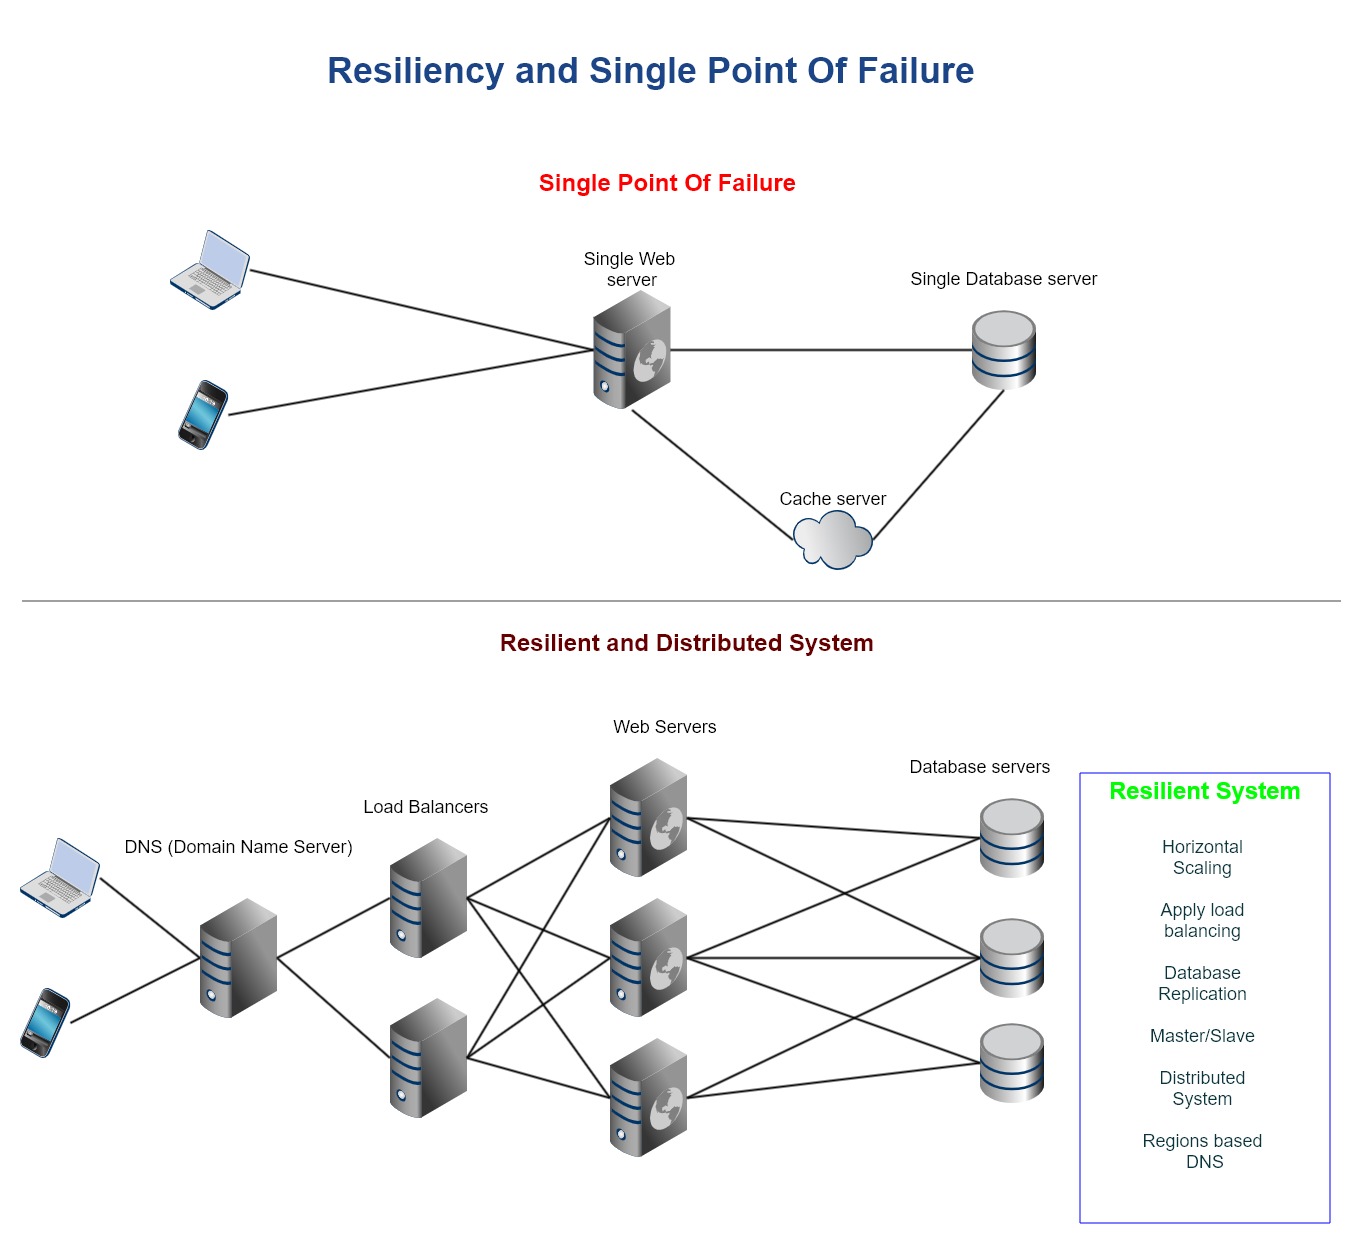 Resiliency and Single Point Of Failure
Single Point Of Failure
Single Web
server
Single Database server
Cache server
Resilient and Distributed System
Web Servers
Database servers
Load Balancers
DNS (Domain Name Server)
Resilient System
Horizontal
Scaling
Apply load
balancing
Database
Replication
Master/Slave
Distributed
System
Regions based
DNS